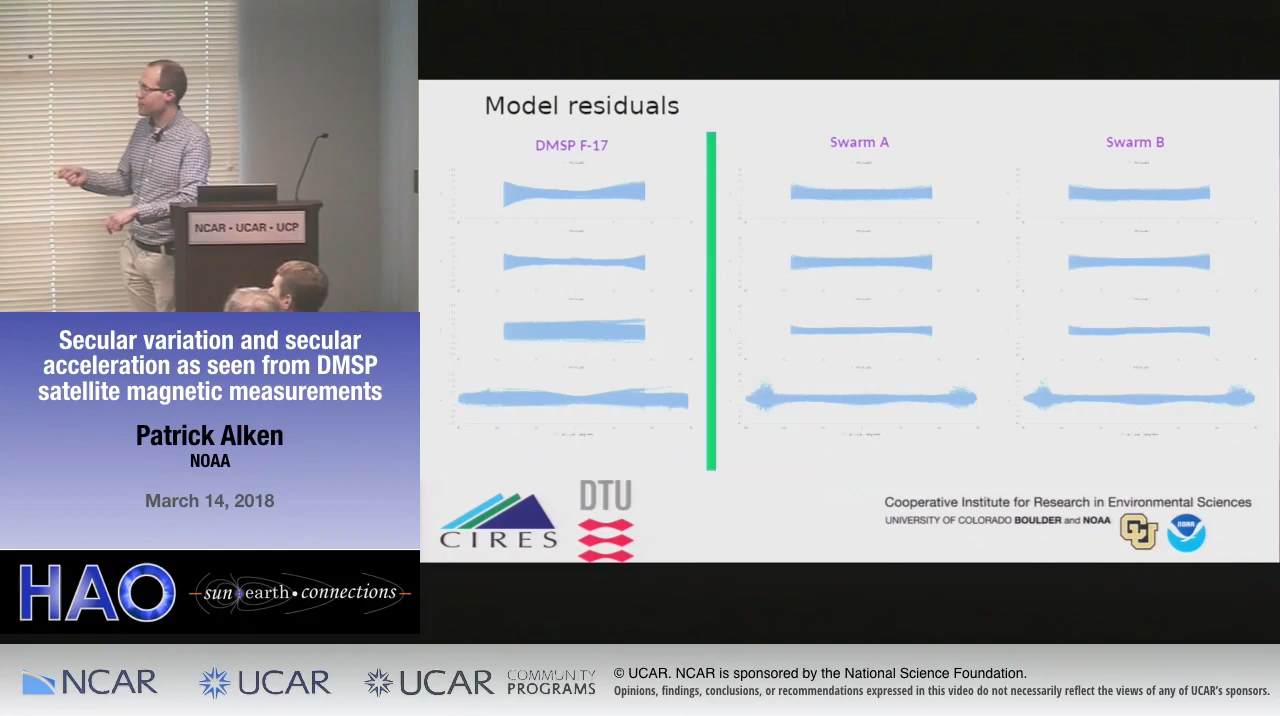 Model residuals
DMSP F-17
Swarm A
Swarm B
NCAR • UCAR • UCP
Secular variation and secular
acceleration as seen from DMSP
satellite magnetic measurements
Patrick Alken
NOAA
March 14, 2018
CIRES
DTU
Cooperative Institute for Research in Environmental Sciences
UNIVERSITY OF COLORADO BOULDER and NOAA
CU
NOAA
HAO
sun • earth • connections
NCAR
UCAR
UCAR
COMMUNITY
PROGRAMS
© UCAR. NCAR is sponsored by the National Science Foundation.
Opinions, findings, conclusions, or recommendations expressed in this video do not necessarily reflect the views of any of UCAR's sponsors.